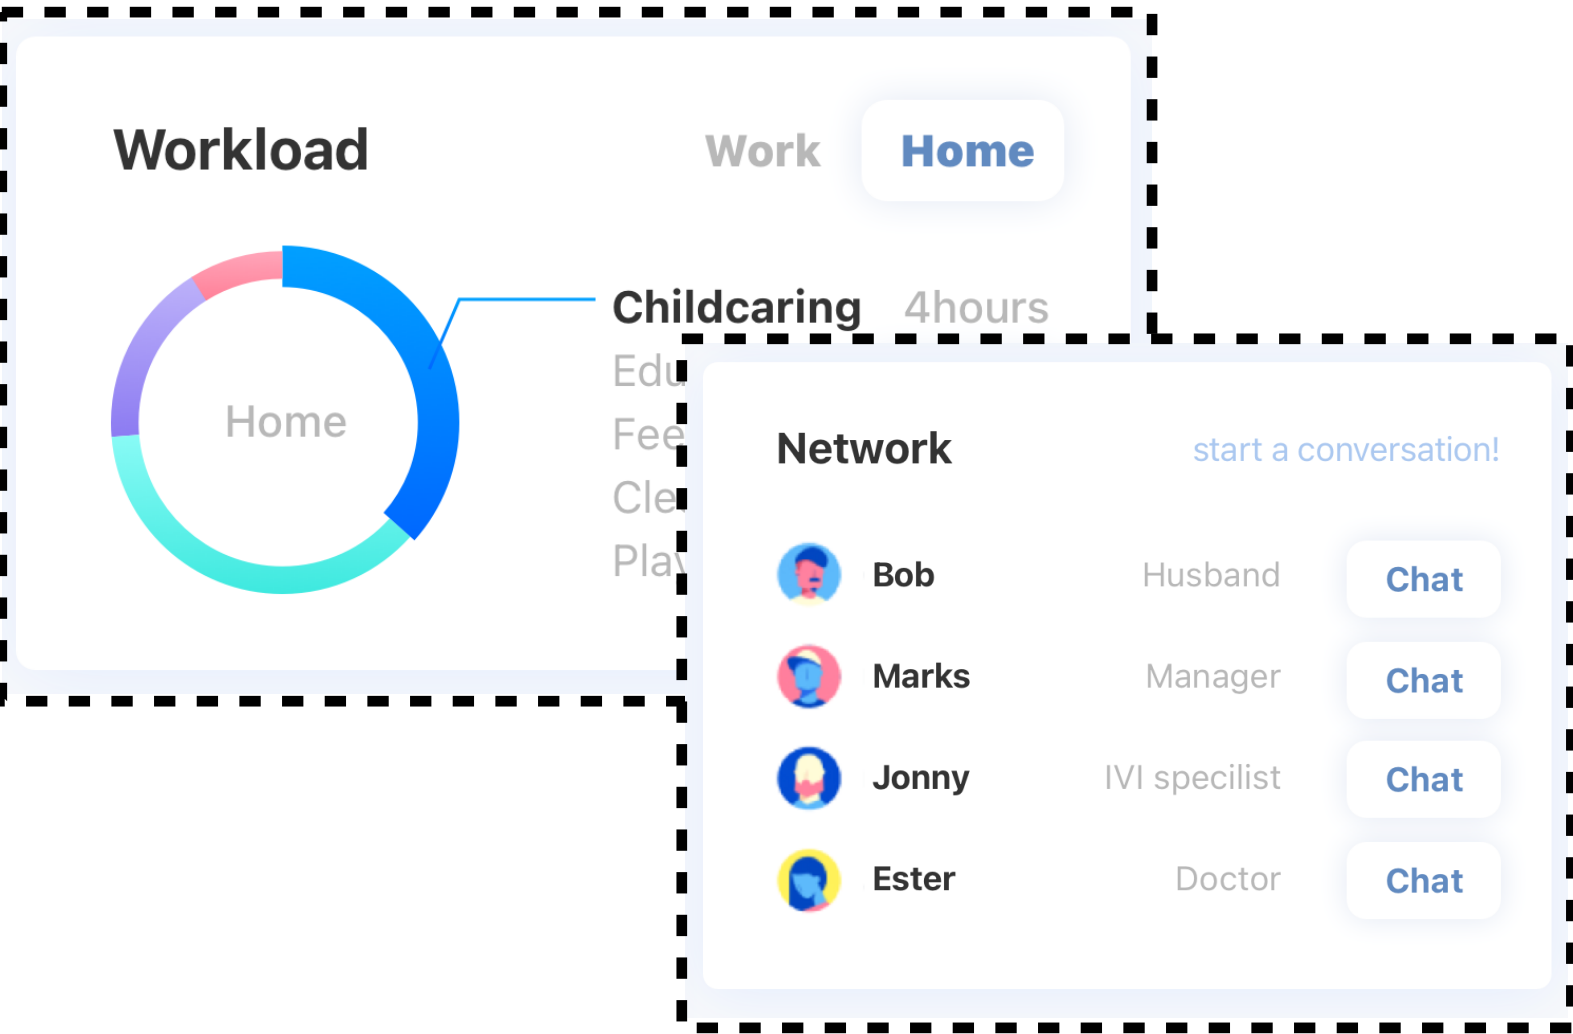 Workload
Work Home
Childcaring 4hours
Home
Network start a conversation!
Bob Husband Chat
Marks Manager Chat
Jonny IVI specilist Chat
Ester Doctor Chat